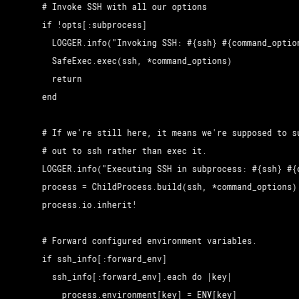 # Invoke SSH with all our options
if !opts[:subprocess]
LOGGER.info("Invoking SSH: #{ssh} #{command_option
SafeExec.exec(ssh, *command_options)
return
end
# If we're still here, it means we're supposed to su
# out to ssh rather than exec it.
LOGGER.info("Executing SSH in subprocess: #{ssh} #{c
process = ChildProcess.build(ssh, *command_options)
process.io.inherit!
# Forward configured environment variables.
if ssh_info[:forward_env]
ssh_info[:forward_env].each do |key|
process.environment[key] = ENV[key]